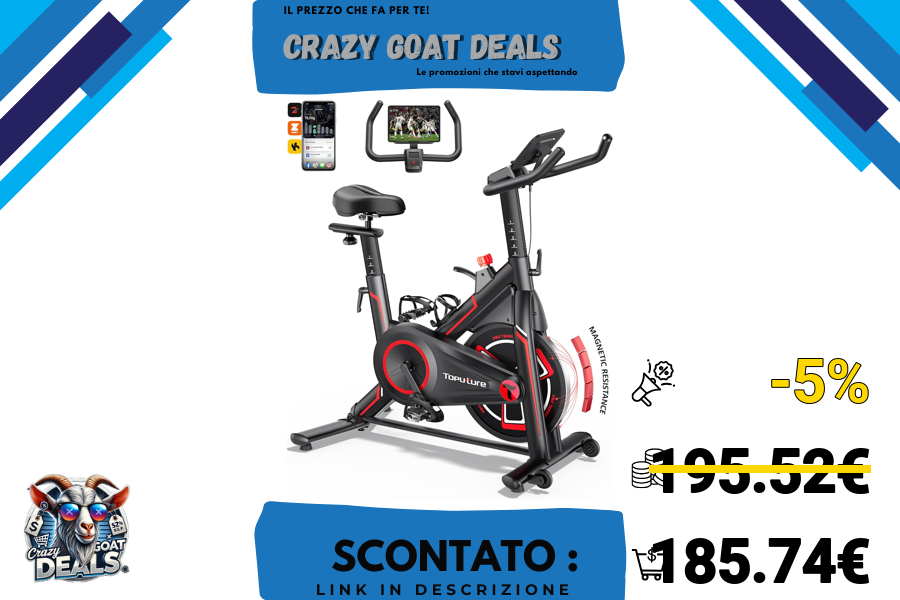 IL PREZZO CHE FA PER TE!
CRAZY GOAT DEALS
Le promozioni che stavi aspettando
MAGNETIC RESISTANCE
TOPUTURE
-5%
195.52€
185.74€
Crazy
GOAT
DEALS
SCONTATO :
LINK IN DESCRIZIONE